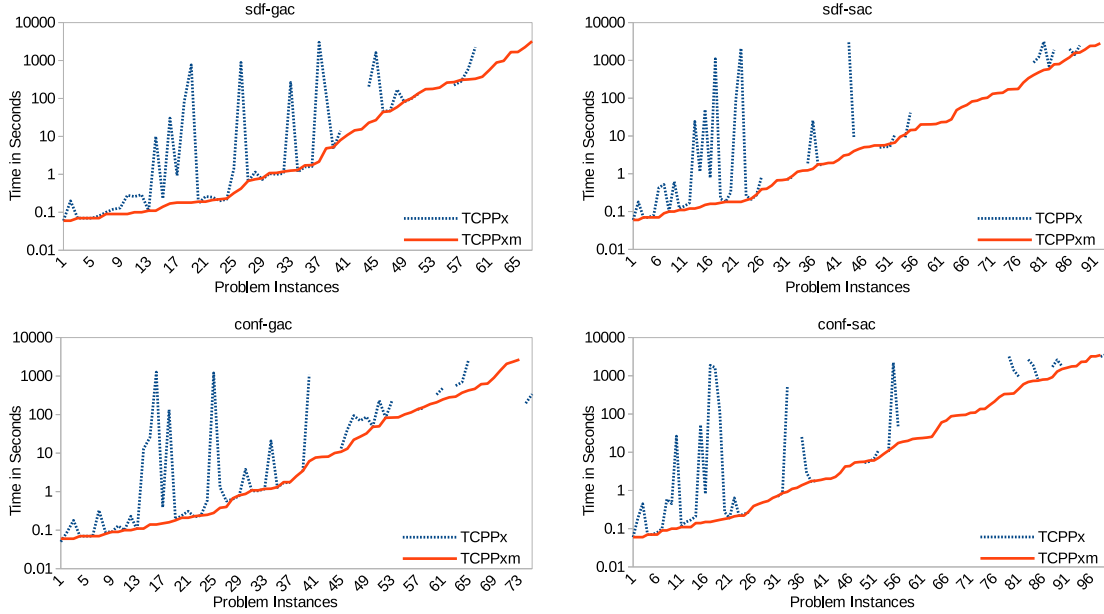 sdf-gac
10000
1000
100
10
1
0.1
0.01
Time in Seconds
1 5 9 13 17 21 25 29 33 37 41 45 49 53 57 61 65
Problem Instances
TCPPx
TCPPxm
sdf-sac
10000
1000
100
10
1
0.1
0.01
Time in Seconds
1 6 11 16 21 26 31 36 41 46 51 56 61 66 71 76 81 86 91
Problem Instances
TCPPx
TCPPxm
conf-gac
10000
1000
100
10
1
0.1
0.01
Time in Seconds
1 5 9 13 17 21 25 29 33 37 41 45 49 53 57 61 65 69 73
Problem Instances
TCPPx
TCPPxm
conf-sac
10000
1000
100
10
1
0.1
0.01
Time in Seconds
1 6 11 16 21 26 31 36 41 46 51 56 61 66 71 76 81 86 91 96
Problem Instances
TCPPx
TCPPxm